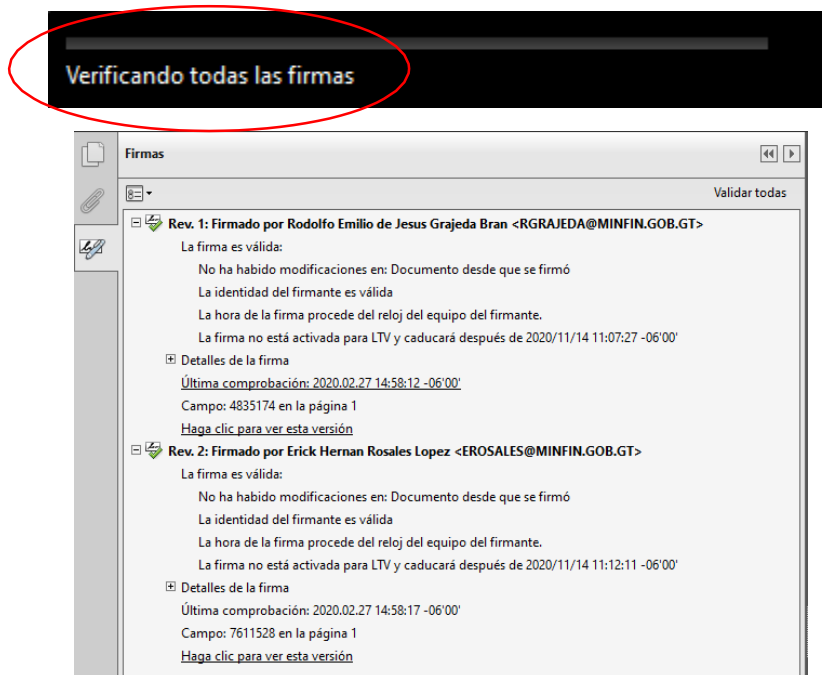 Verificando todas las firmas
Firmas
Validar todas
Rev. 1: Firmado por Rodolfo Emilio de Jesus Grajeda Bran <RGRAJEDA@MINFIN.GOB.GT>
La firma es válida:
No ha habido modificaciones en: Documento desde que se firmó
La identidad del firmante es válida
La hora de la firma procede del reloj del equipo del firmante.
La firma no está activada para LTV y caducará después de 2020/11/14 11:07:27 -06'00'
Detalles de la firma
Última comprobación: 2020.02.27 14:58:12 -06'00'
Campo: 4835174 en la página 1
Haga clic para ver esta versión
Rev. 2: Firmado por Erick Hernan Rosales Lopez <EROSALES@MINFIN.GOB.GT>
La firma es válida:
No ha habido modificaciones en: Documento desde que se firmó
La identidad del firmante es válida
La hora de la firma procede del reloj del equipo del firmante.
La firma no está activada para LTV y caducará después de 2020/11/14 11:12:11 -06'00'
Detalles de la firma
Última comprobación: 2020.02.27 14:58:17 -06'00'
Campo: 7611528 en la página 1
Haga clic para ver esta versión